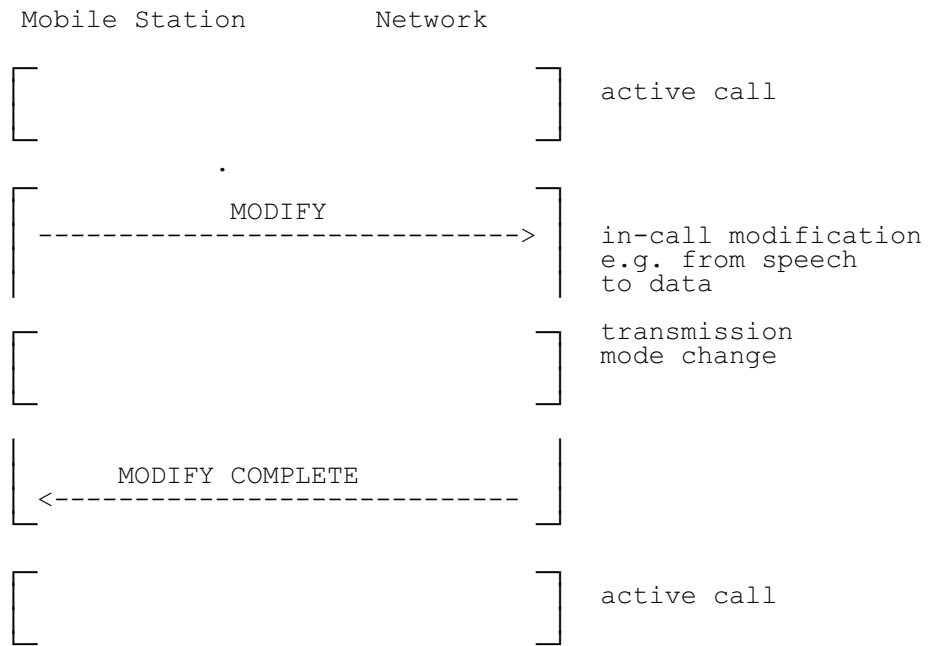 Mobile Station Network
active call
.
MODIFY
------------------------------> in-call modification
e.g. from speech
to data
transmission
mode change
MODIFY COMPLETE
<-----------------------------
active call